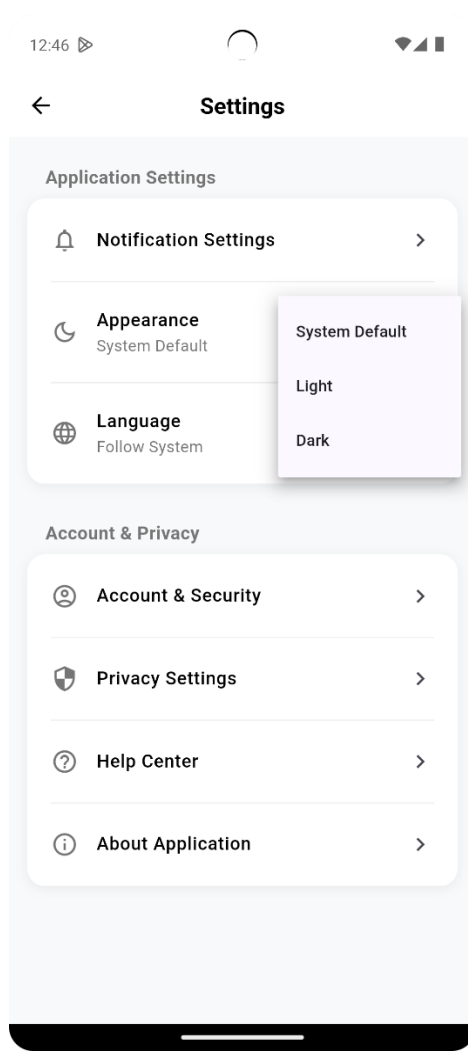 12:46
Settings
Application Settings
Notification Settings
Appearance
System Default
System Default
Light
Dark
Language
Follow System
Account & Privacy
Account & Security
Privacy Settings
Help Center
About Application